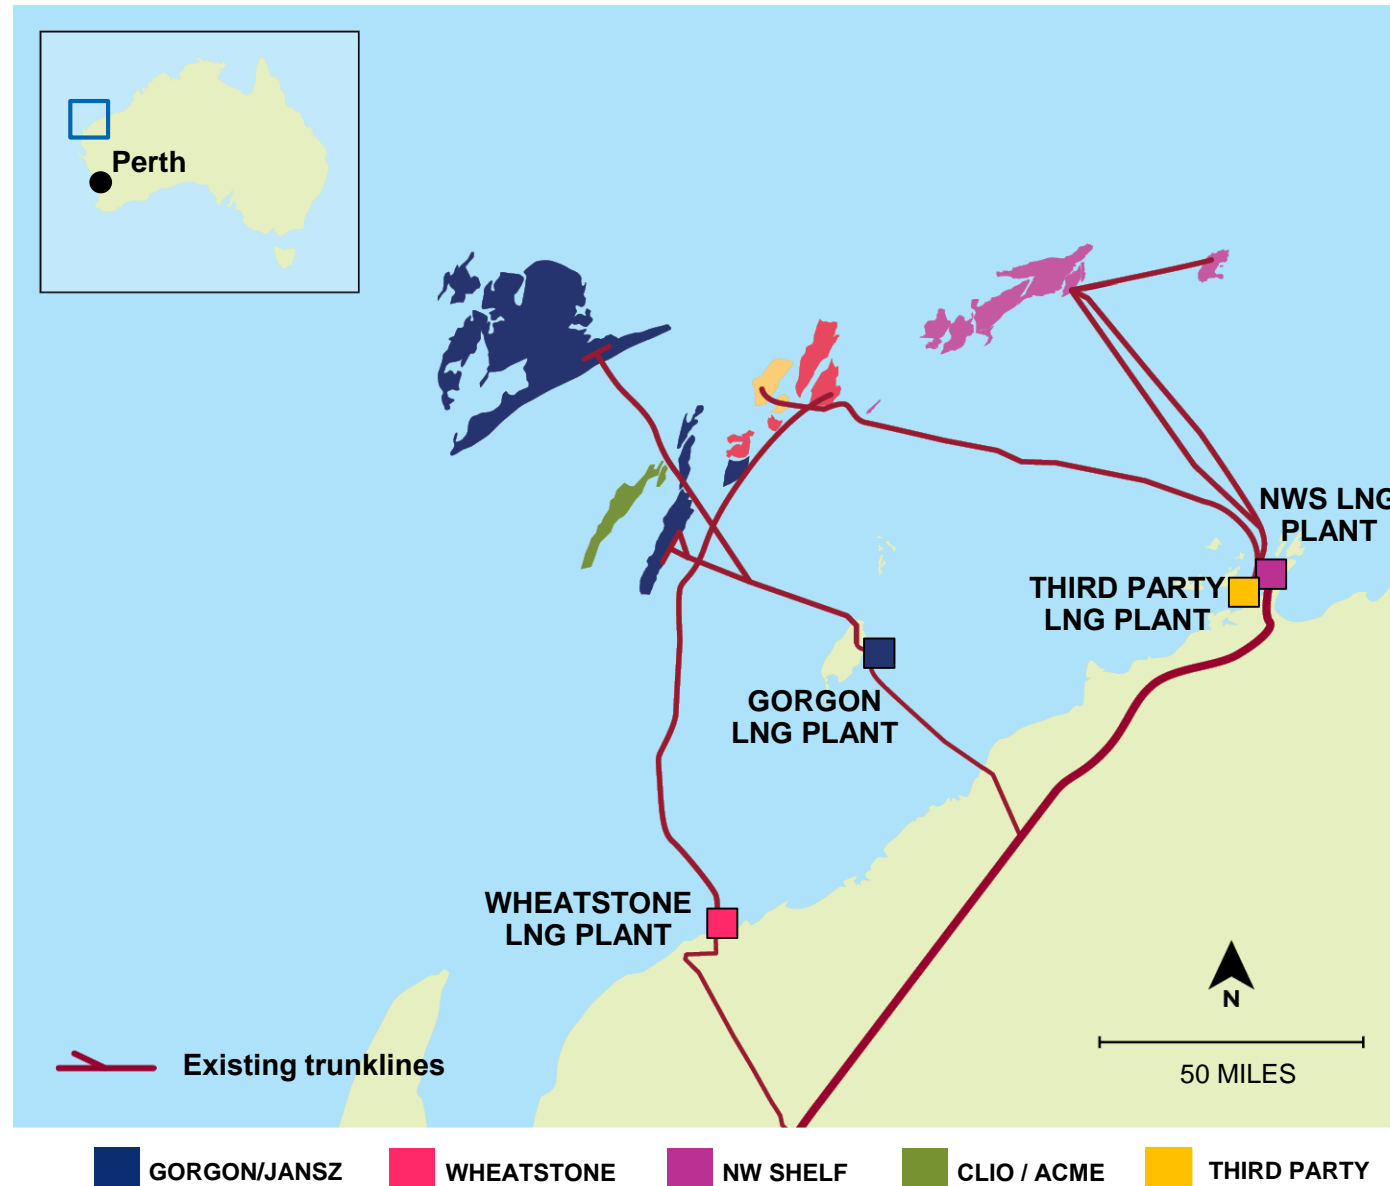 Perth
NWS LNG
PLANT
THIRD PARTY
LNG PLANT
GORGON
LNG PLANT
WHEATSTONE
LNG PLANT
N
50 MILES
Existing trunklines
GORGON/JANSZ
WHEATSTONE
NW SHELF
CLIO / ACME
THIRD PARTY